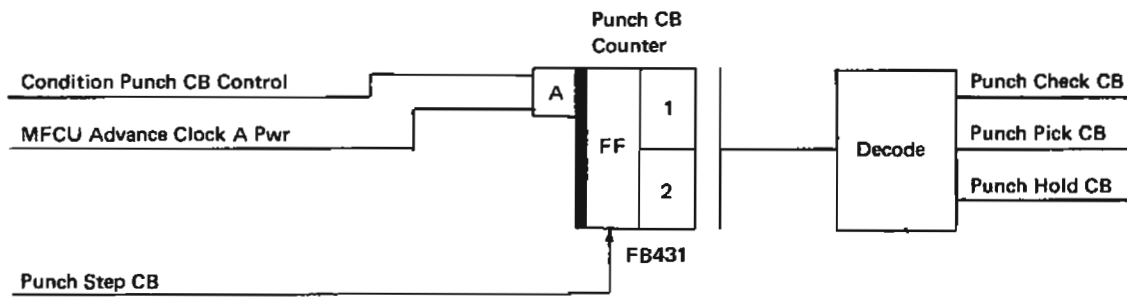 Punch CB
Counter
Condition Punch CB Control
MFCU Advance Clock A Pwr
Punch Step CB
A
FF
1
2
FB431
Decode
Punch Check CB
Punch Pick CB
Punch Hold CB